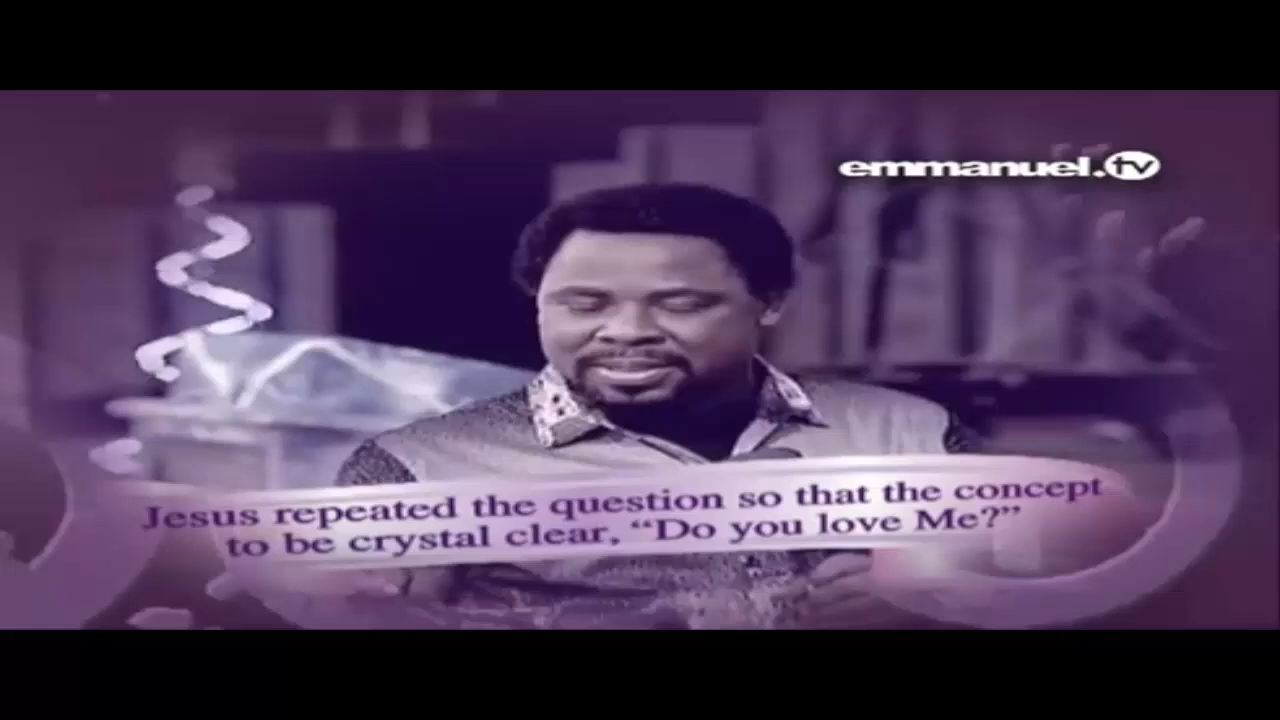 emmanuel.tv
Jesus repeated the question so that the concept
to be crystal clear, “Do you love Me?”